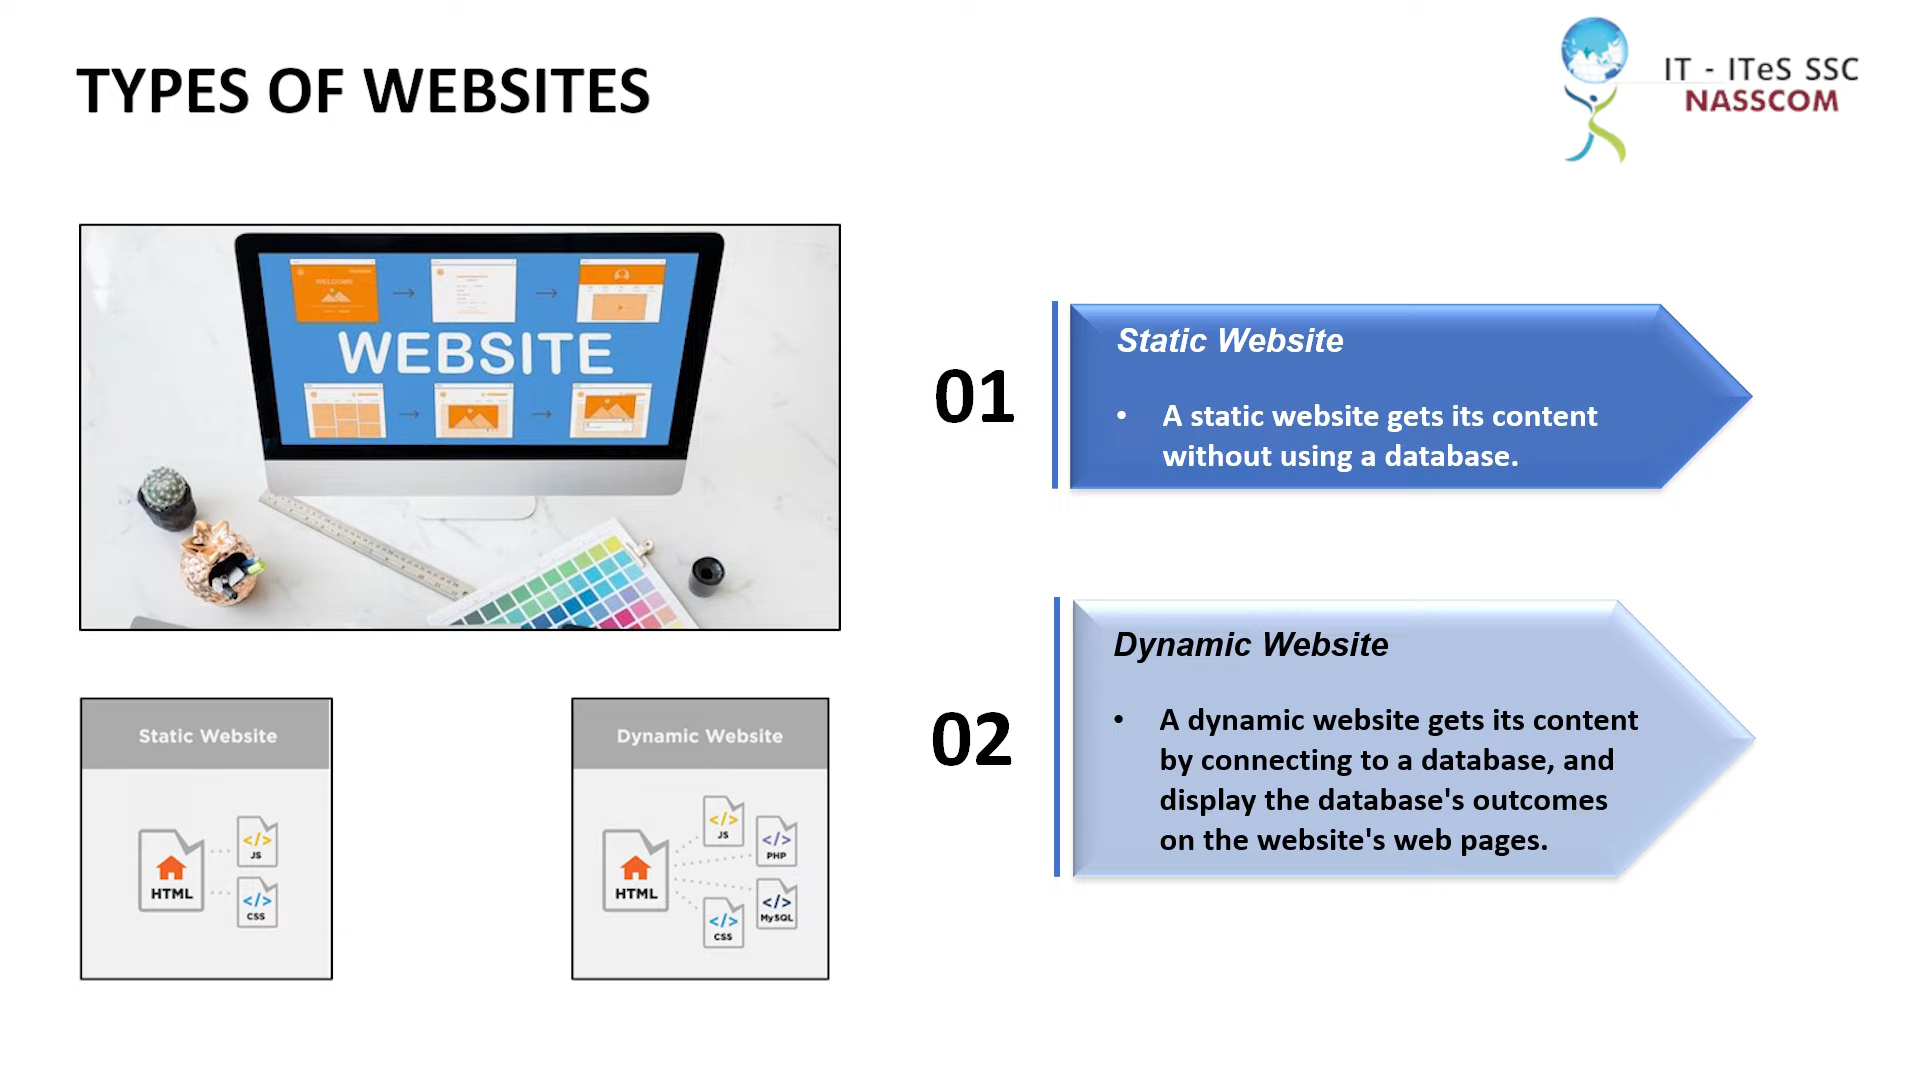 TYPES OF WEBSITES
IT - ITeS SSC
NASSCOM
WELCOME
WEBSITE
01
Static Website
• A static website gets its content
without using a database.
02
Dynamic Website
• A dynamic website gets its content
by connecting to a database, and
display the database's outcomes
on the website's web pages.
Static Website
HTML
</>
JS
</>
CSS
Dynamic Website
HTML
</>
JS
</>
PHP
</>
MySQL
</>
CSS